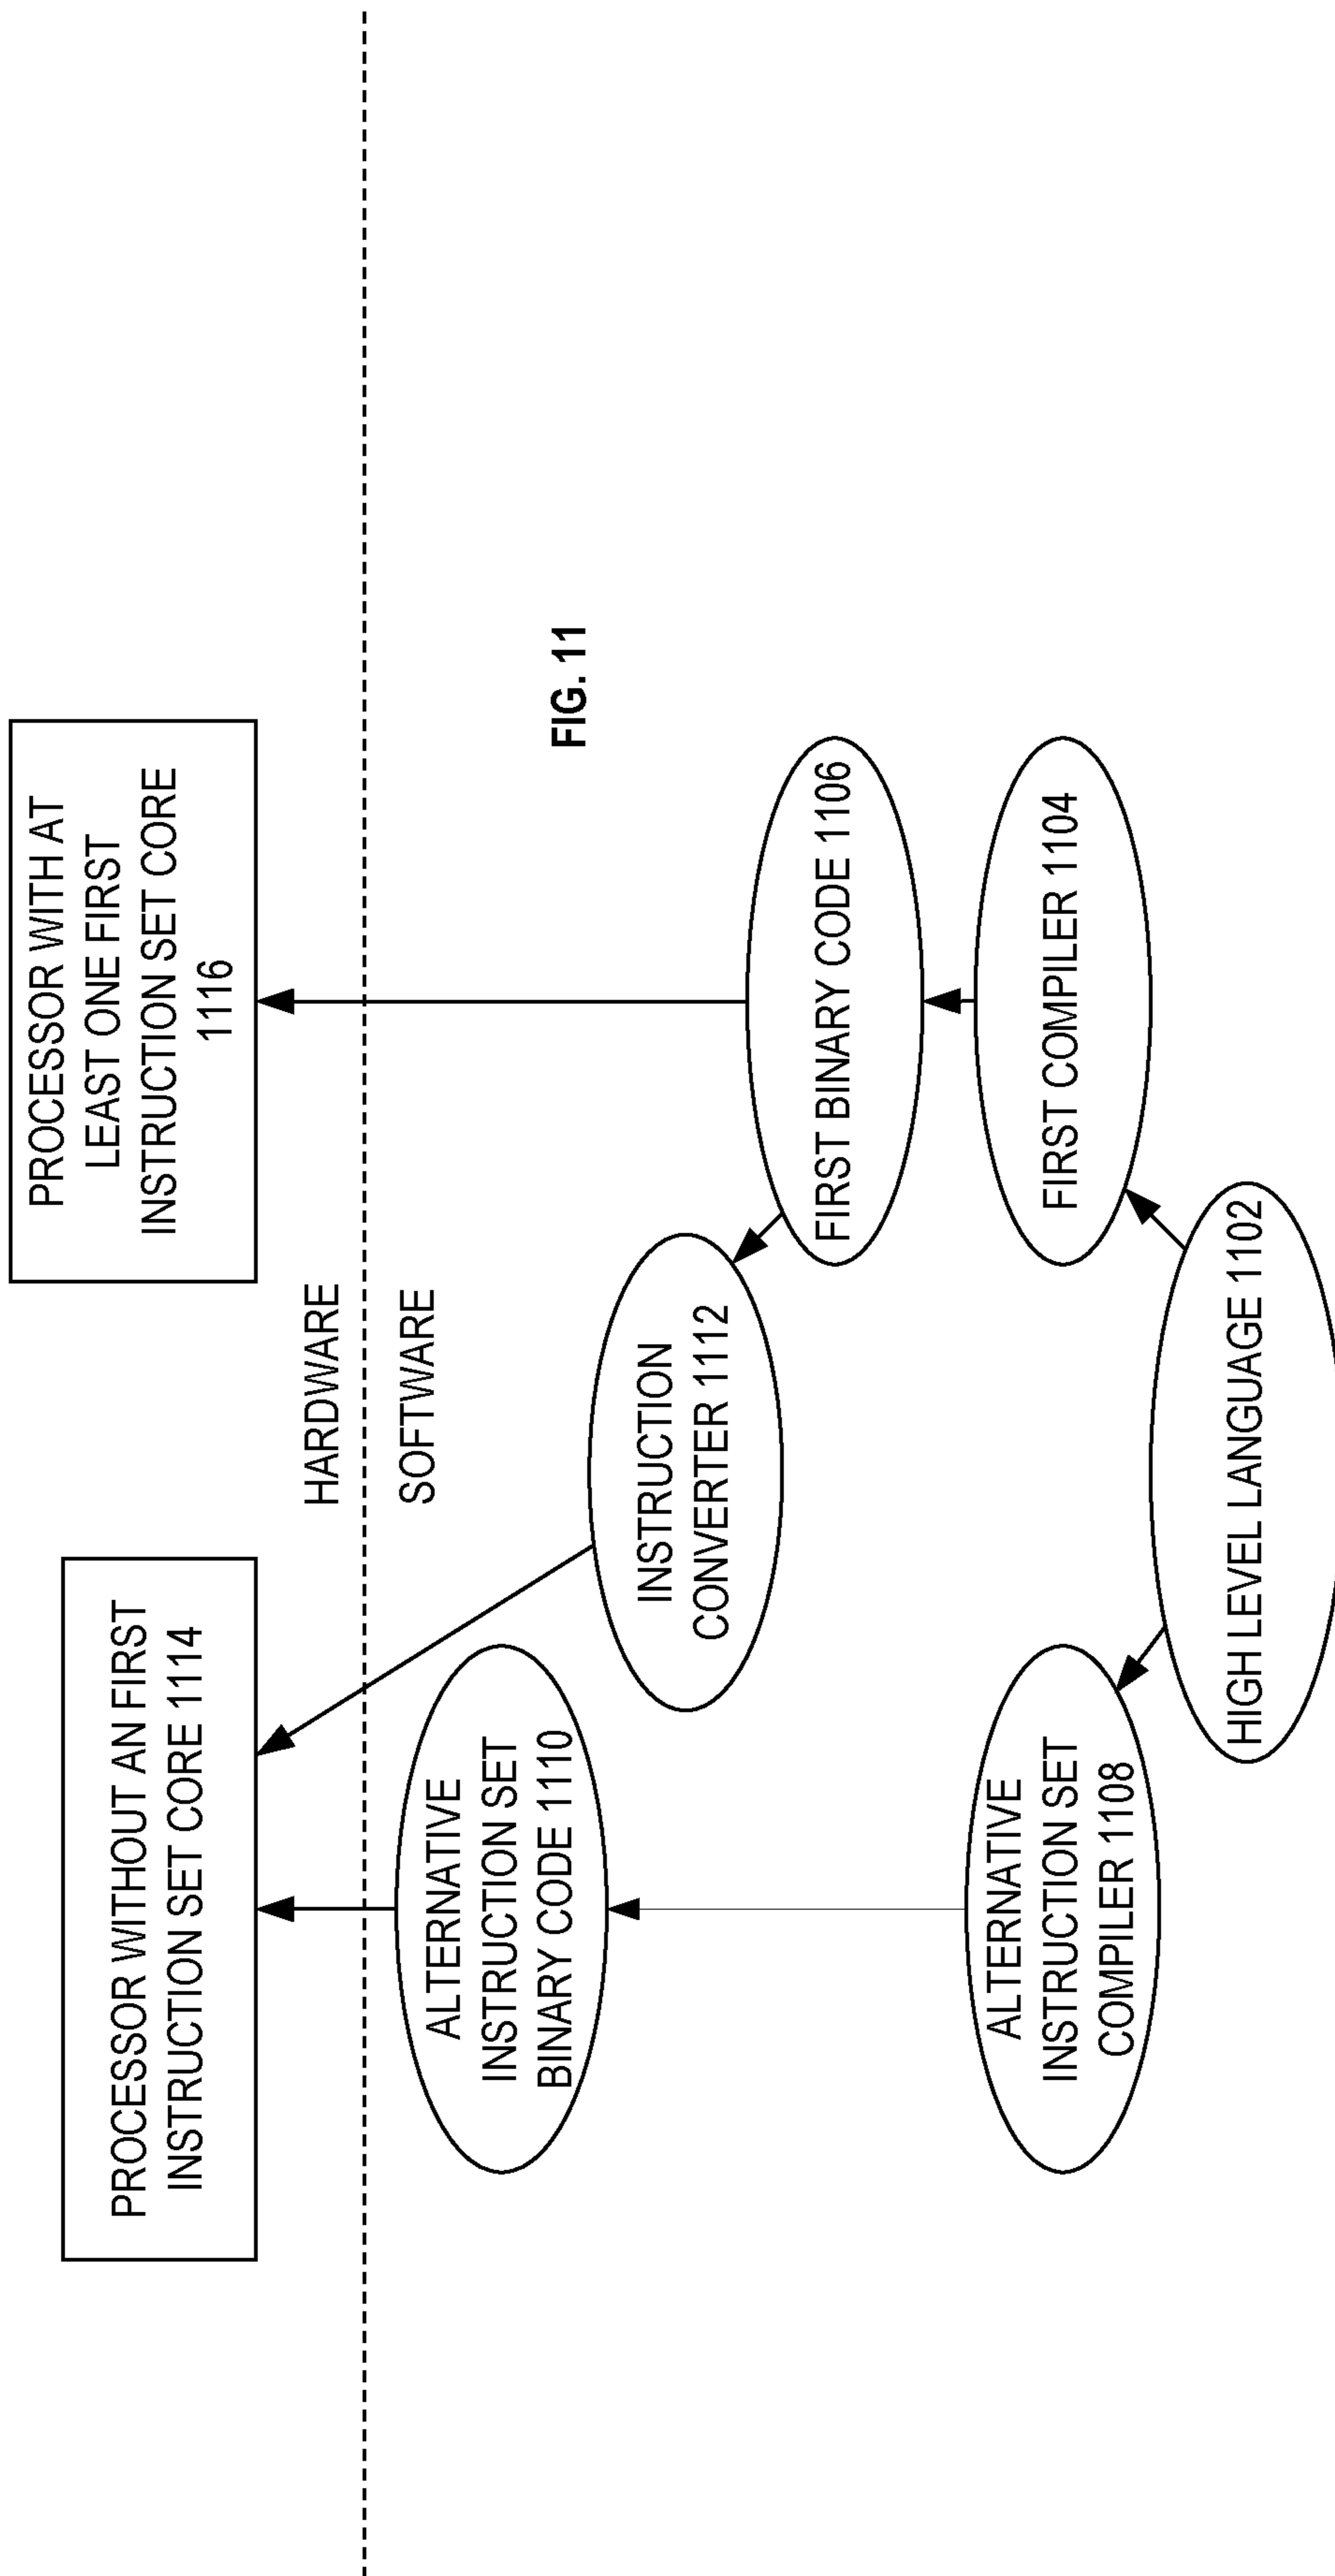 PROCESSOR WITHOUT AN FIRST
INSTRUCTION SET CORE 1114
PROCESSOR WITH AT
LEAST ONE FIRST
INSTRUCTION SET CORE
1116
HARDWARE
SOFTWARE
ALTERNATIVE
INSTRUCTION SET
BINARY CODE 1110
INSTRUCTION
CONVERTER 1112
FIG. 11
FIRST BINARY CODE 1106
ALTERNATIVE
INSTRUCTION SET
COMPILER 1108
FIRST COMPILER 1104
HIGH LEVEL LANGUAGE 1102